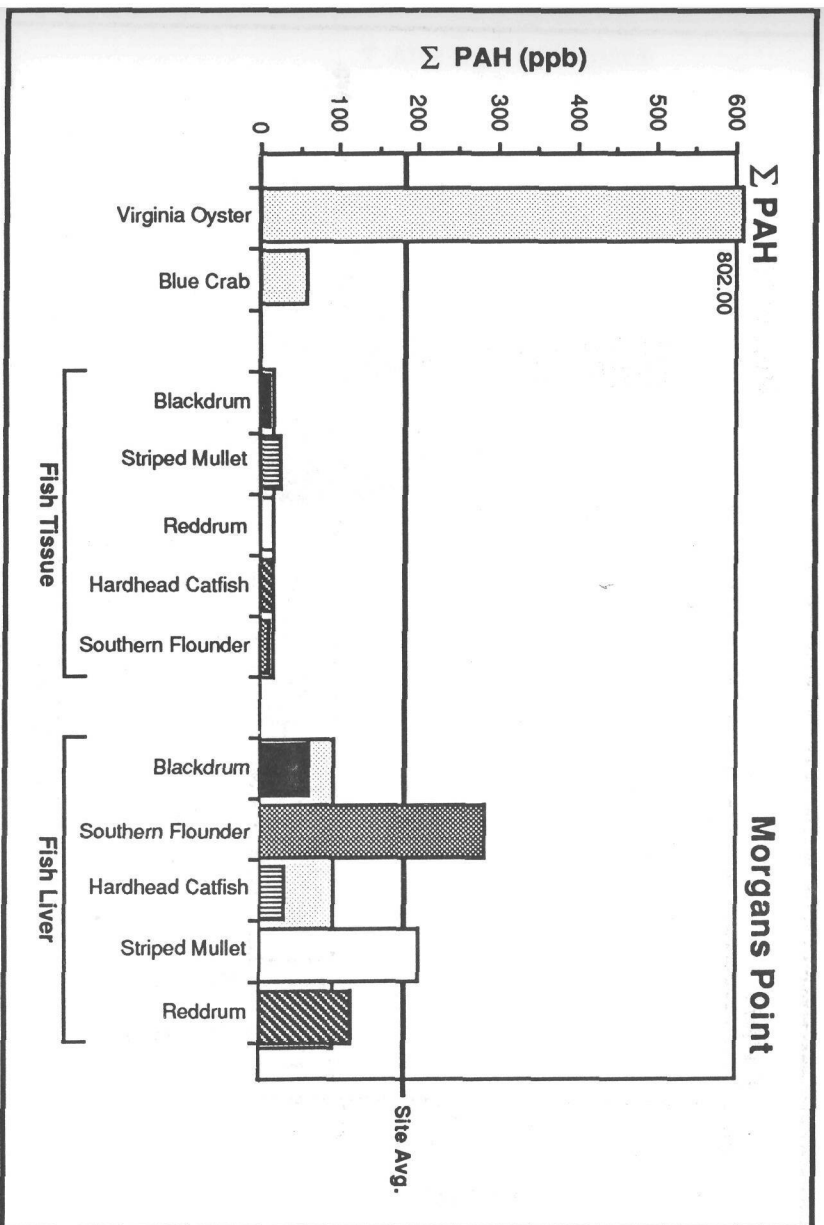 Σ PAH
Morgans Point
Σ PAH (ppb)
600
500
400
300
200
100
0
802.00
Site Avg.
Virginia Oyster
Blue Crab
Blackdrum
Striped Mullet
Reddrum
Hardhead Catfish
Southern Flounder
Blackdrum
Southern Flounder
Hardhead Catfish
Striped Mullet
Reddrum
Fish Tissue
Fish Liver